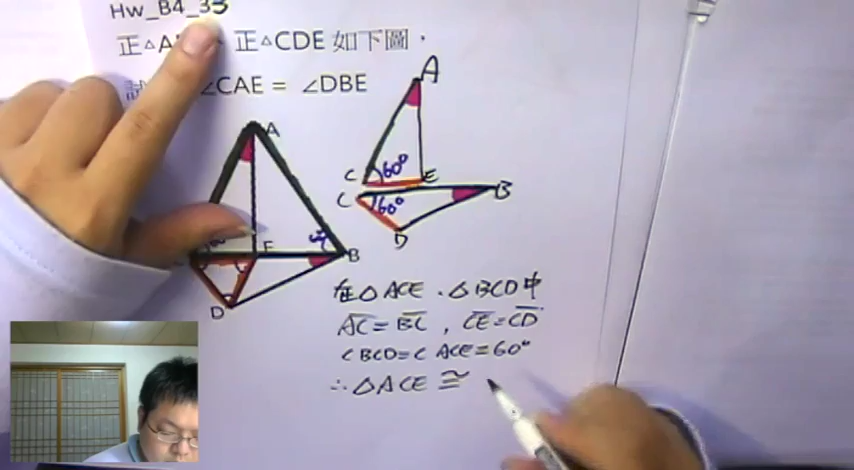 Hw_B4_33
正△A 正△CDE 如下圖．
∠CAE = ∠DBE
A
A
60°
C
E
C
B
60°
D
E
B
D
在△ACE．△BCD中
AC=BC , CE=CD
∠BCD=∠ACE=60°
∴△ACE≅